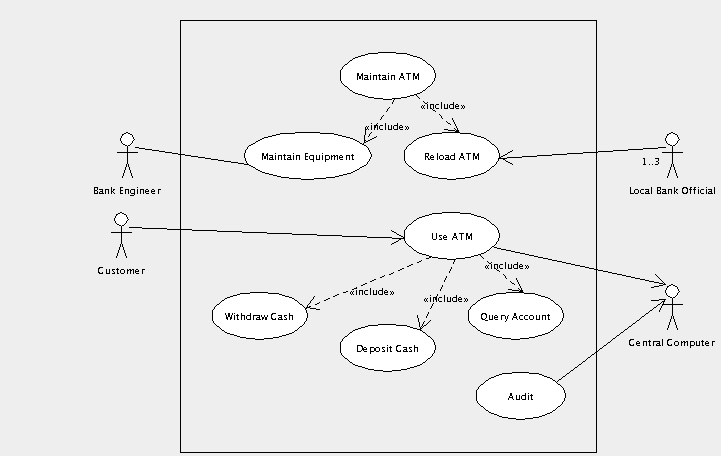 Maintain ATM
«include»
«include»
Maintain Equipment
Reload ATM
1..3
Bank Engineer
Local Bank Official
Use ATM
Customer
«include»
«include»
«include»
Withdraw Cash
Query Account
Deposit Cash
Central Computer
Audit